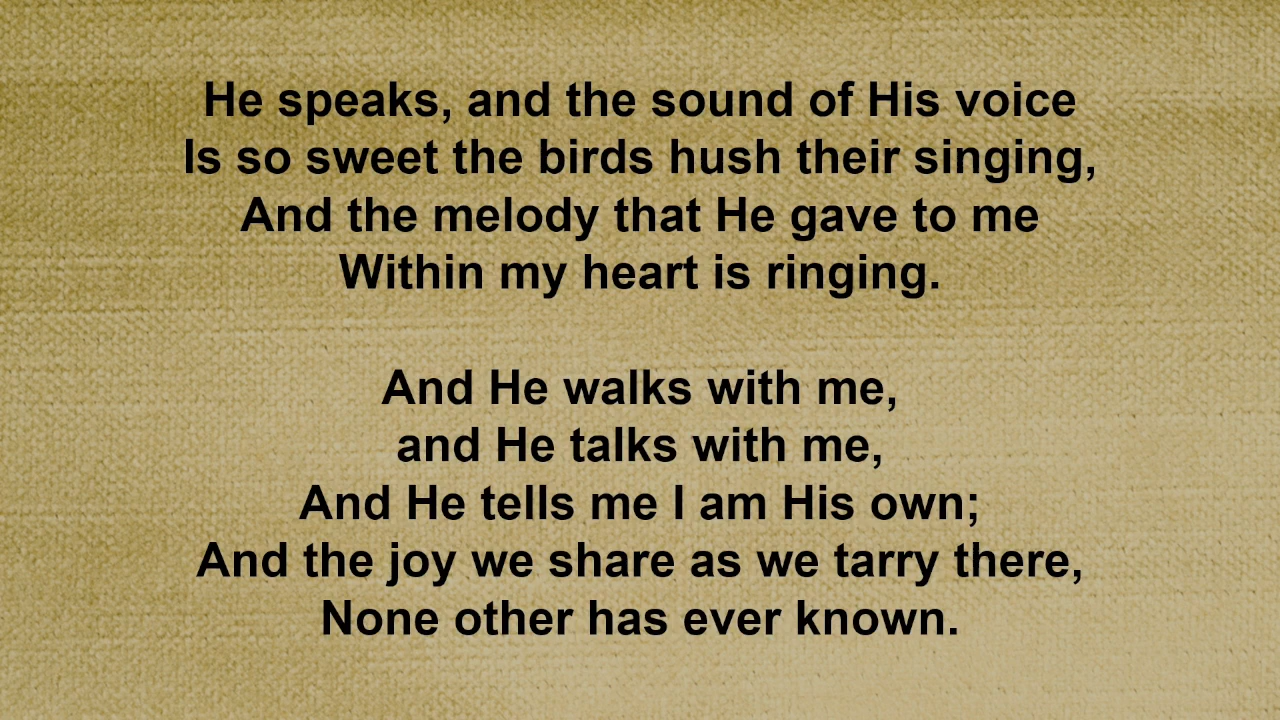 He speaks, and the sound of His voice
Is so sweet the birds hush their singing,
And the melody that He gave to me
Within my heart is ringing.
And He walks with me,
and He talks with me,
And He tells me I am His own;
And the joy we share as we tarry there,
None other has ever known.